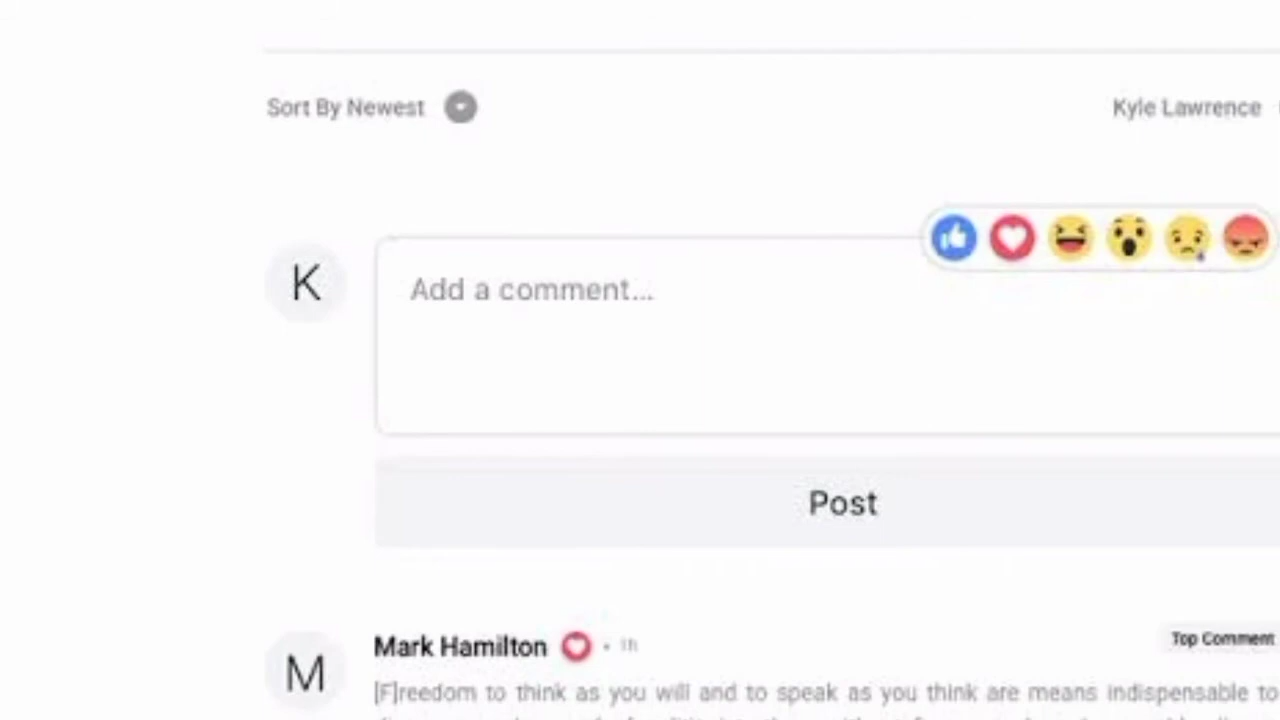 Sort By Newest
Kyle Lawrence
K
Add a comment...
Post
M
Mark Hamilton • 1h
Top Comment
[F]reedom to think as you will and to speak as you think are means indispensable to